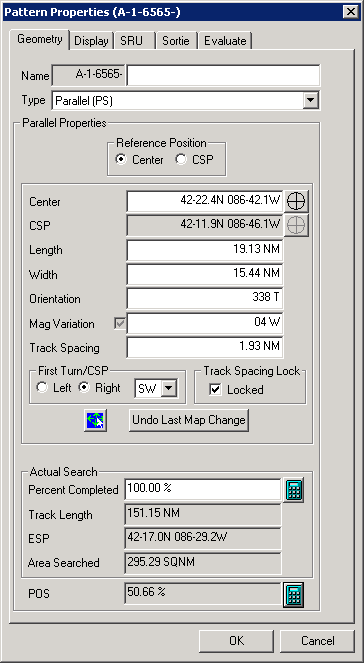 Pattern Properties (A-1-6565-)
Geometry Display SRU Sortie Evaluate
Name A-1-6565-
Type Parallel (PS)
Parallel Properties
Reference Position
Center CSP
Center 42-22.4N 086-42.1W
CSP 42-11.9N 086-46.1W
Length 19.13 NM
Width 15.44 NM
Orientation 338 T
Mag Variation 04 W
Track Spacing 1.93 NM
First Turn/CSP Track Spacing Lock
Left Right SW Locked
Undo Last Map Change
Actual Search
Percent Completed 100.00 %
Track Length 151.15 NM
ESP 42-17.0N 086-29.2W
Area Searched 295.29 SQNM
POS 50.66 %
OK Cancel